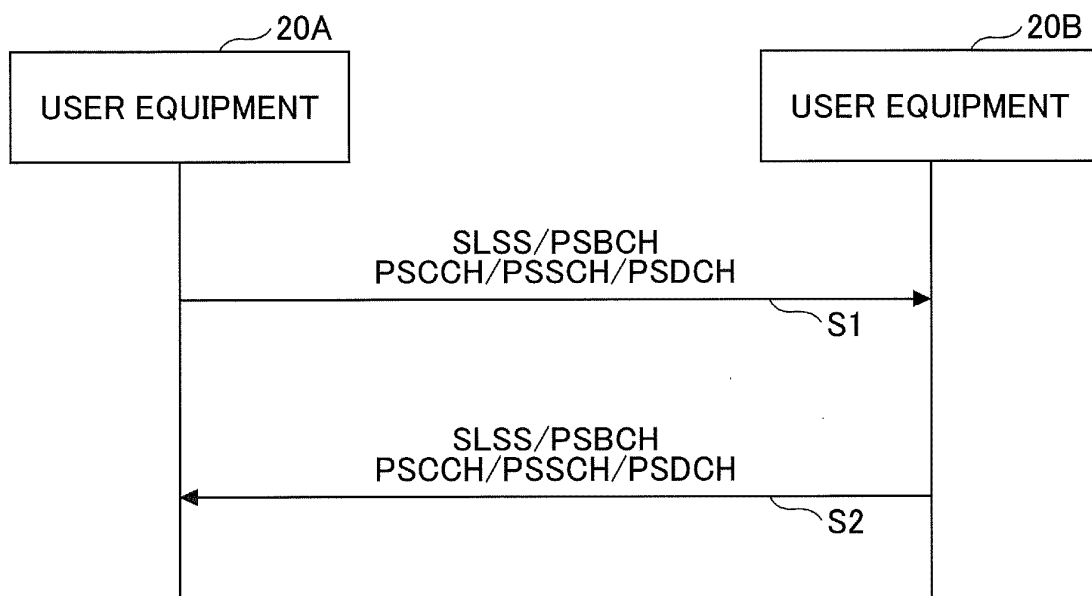 20A
20B
USER EQUIPMENT
USER EQUIPMENT
SLSS/PSBCH
PSCCH/PSSCH/PSDCH
S1
SLSS/PSBCH
PSCCH/PSSCH/PSDCH
S2